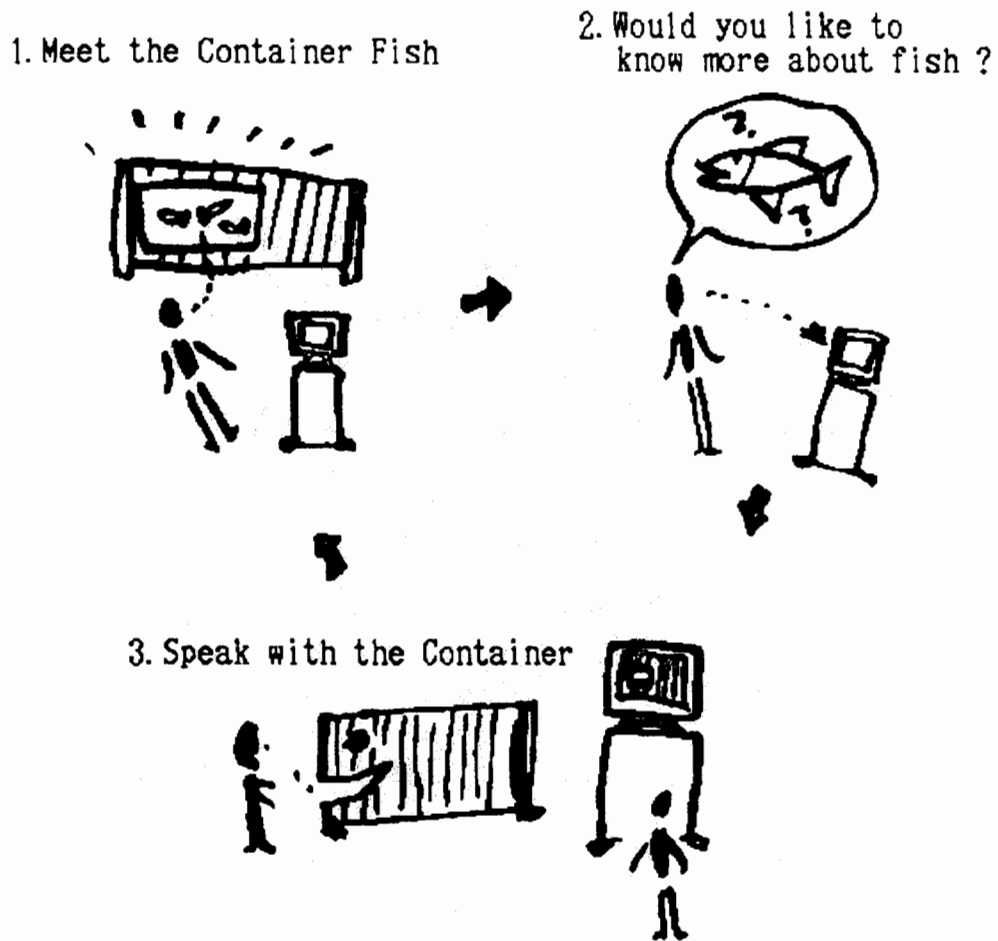 1. Meet the Container Fish
2. Would you like to
know more about fish ?
? ?
3. Speak with the Container